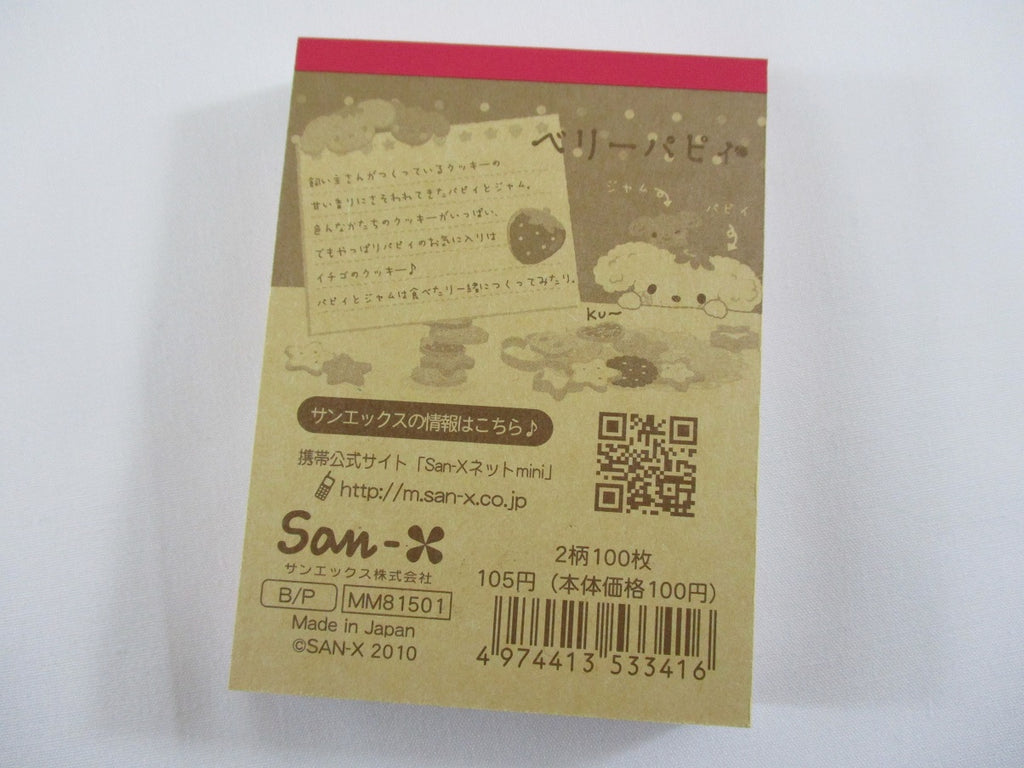 ベリーパピィ
飼い主さんがつくっているクッキーの
甘い香りにさそわれてきたパピィとジャム。
色んなかたちのクッキーがいっぱい、
でもやっぱりパピィのお気に入りは
イチゴのクッキー♪
パピィとジャムは食べたり一緒につくってみたり。
ジャム
パピィ
KU~
サンエックスの情報はこちら♪
携帯公式サイト「San-Xネットmini」
http://m.san-x.co.jp
San-X
サンエックス株式会社
B/P MM81501
Made in Japan
©SAN-X 2010
2柄100枚
105円（本体価格100円）
4 974413 533416